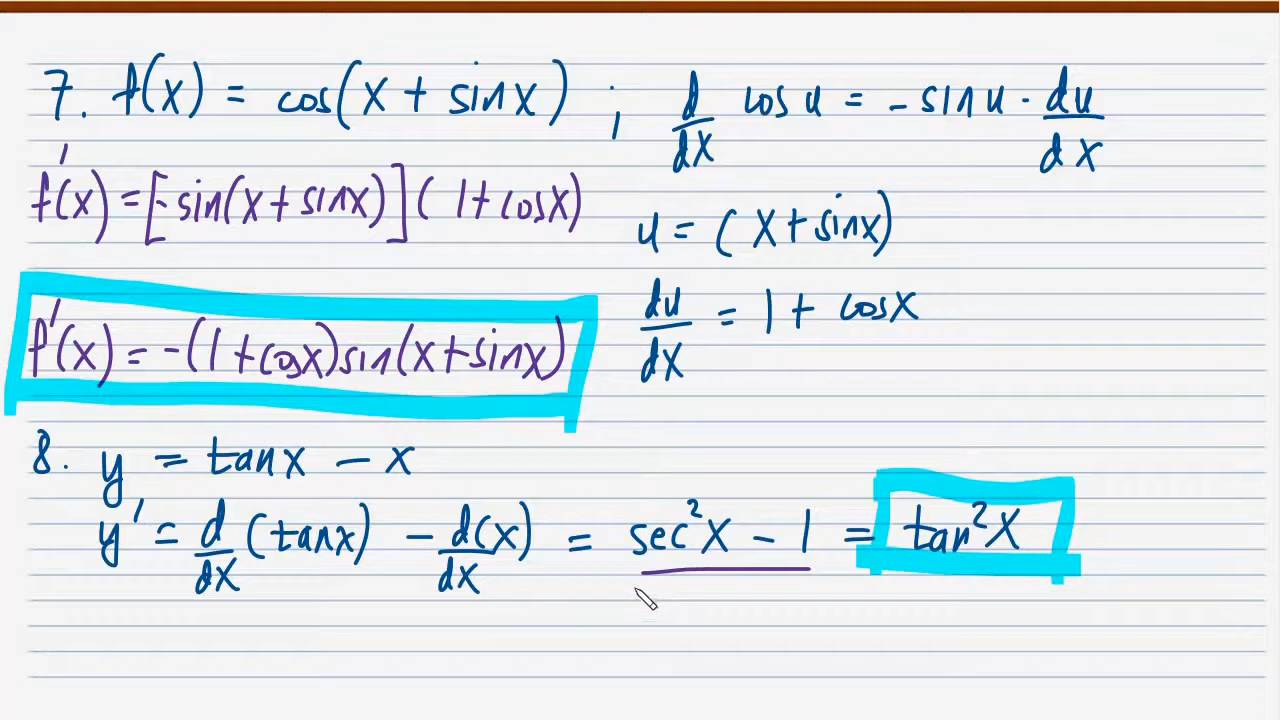 7. f(x) = cos(x + sinx) ; d/dx cos u = - sin u · du/dx
f'(x) = [-sin(x + sinx)] (1 + cosx)
u = (x + sinx)
du/dx = 1 + cosx
f'(x) = -(1 + cosx)sin(x + sinx)
8. y = tanx - x
y' = d/dx (tanx) - d(x)/dx = sec²x - 1 = tan²x